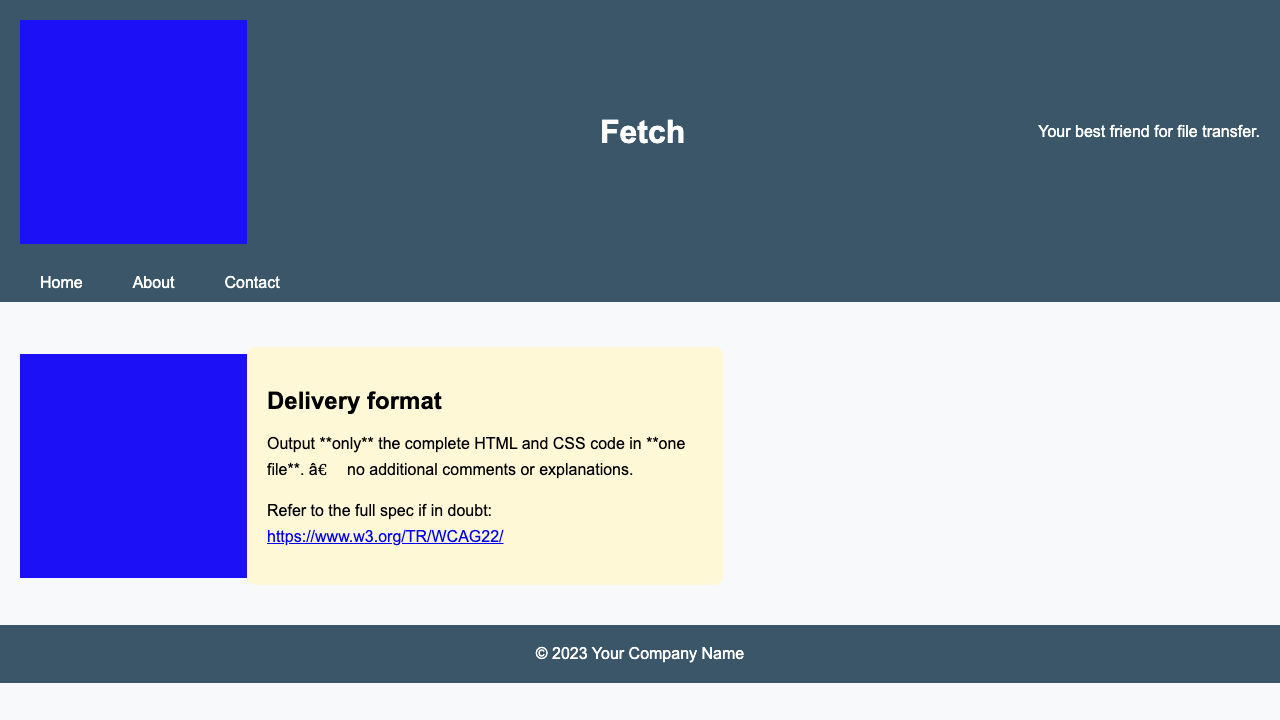 Fetch
Your best friend for file transfer.
Home
About
Contact
Delivery format
Output **only** the complete HTML and CSS code in **one
file**. â€ no additional comments or explanations.
Refer to the full spec if in doubt:
https://www.w3.org/TR/WCAG22/
© 2023 Your Company Name